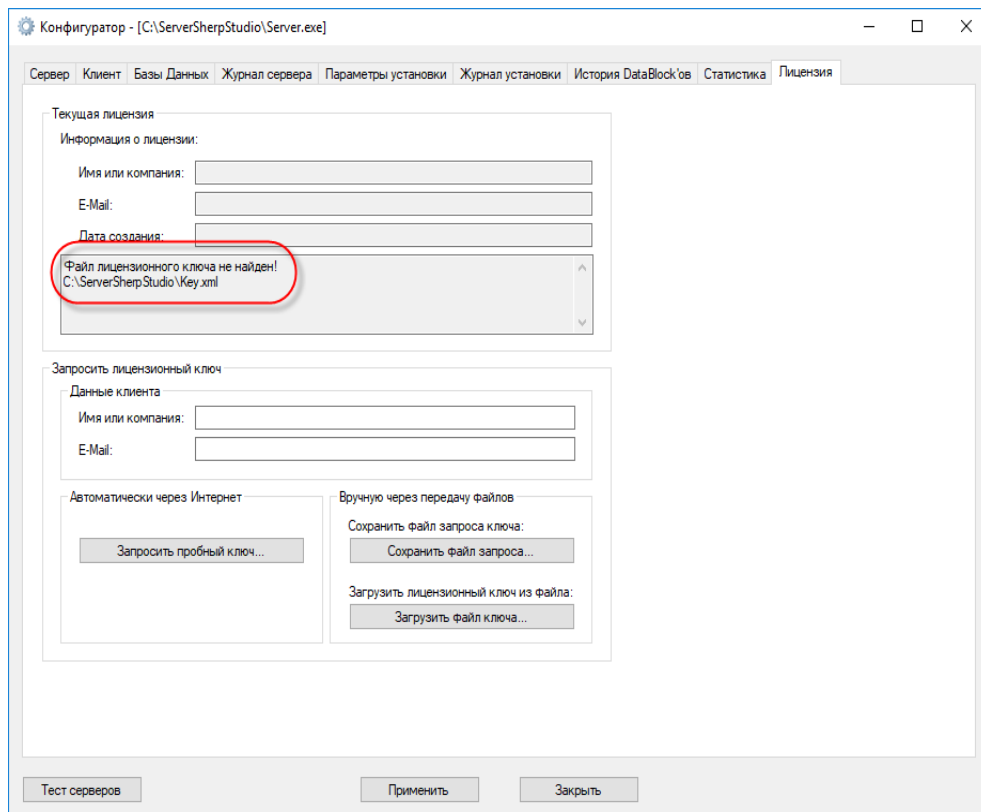 Конфигуратор - [C:\ServerSherpStudio\Server.exe]
Сервер Клиент Базы Данных Журнал сервера Параметры установки Журнал установки История DataBlock'ов Статистика Лицензия
Текущая лицензия
Информация о лицензии:
Имя или компания:
E-Mail:
Дата создания:
Файл лицензионного ключа не найден!
C:\ServerSherpStudio\Key.xml
Запросить лицензионный ключ
Данные клиента
Имя или компания:
E-Mail:
Автоматически через Интернет
Запросить пробный ключ...
Вручную через передачу файлов
Сохранить файл запроса ключа:
Сохранить файл запроса...
Загрузить лицензионный ключ из файла:
Загрузить файл ключа...
Тест серверов Применить Закрыть